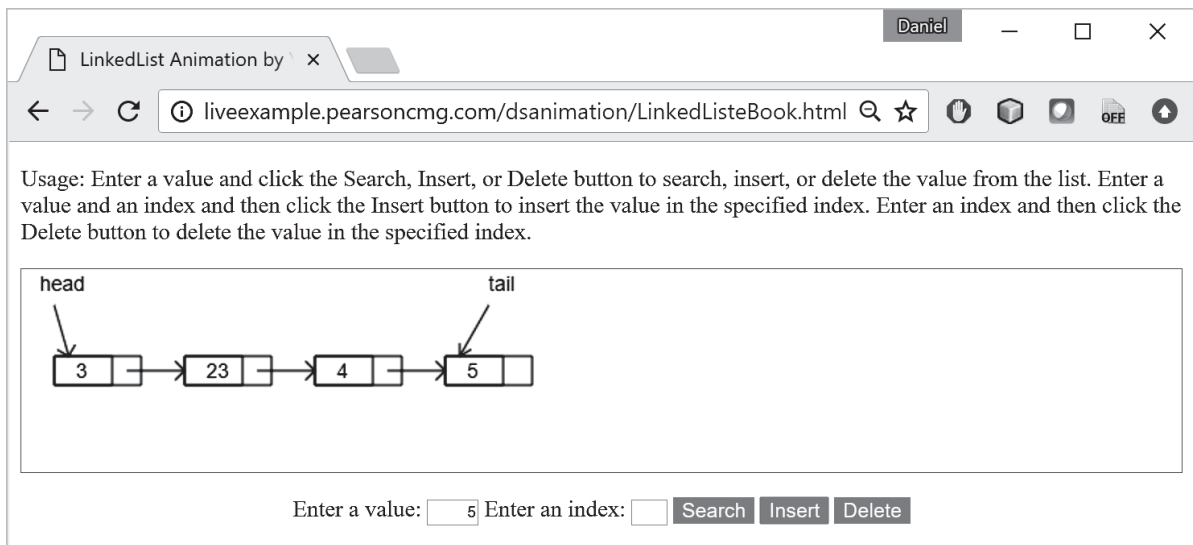 Daniel
LinkedList Animation by
liveexample.pearsoncmg.com/dsanimation/LinkedListeBook.html
OFF
Usage: Enter a value and click the Search, Insert, or Delete button to search, insert, or delete the value from the list. Enter a
value and an index and then click the Insert button to insert the value in the specified index. Enter an index and then click the
Delete button to delete the value in the specified index.
head tail
3 23 4 5
Enter a value: 5 Enter an index: Search Insert Delete